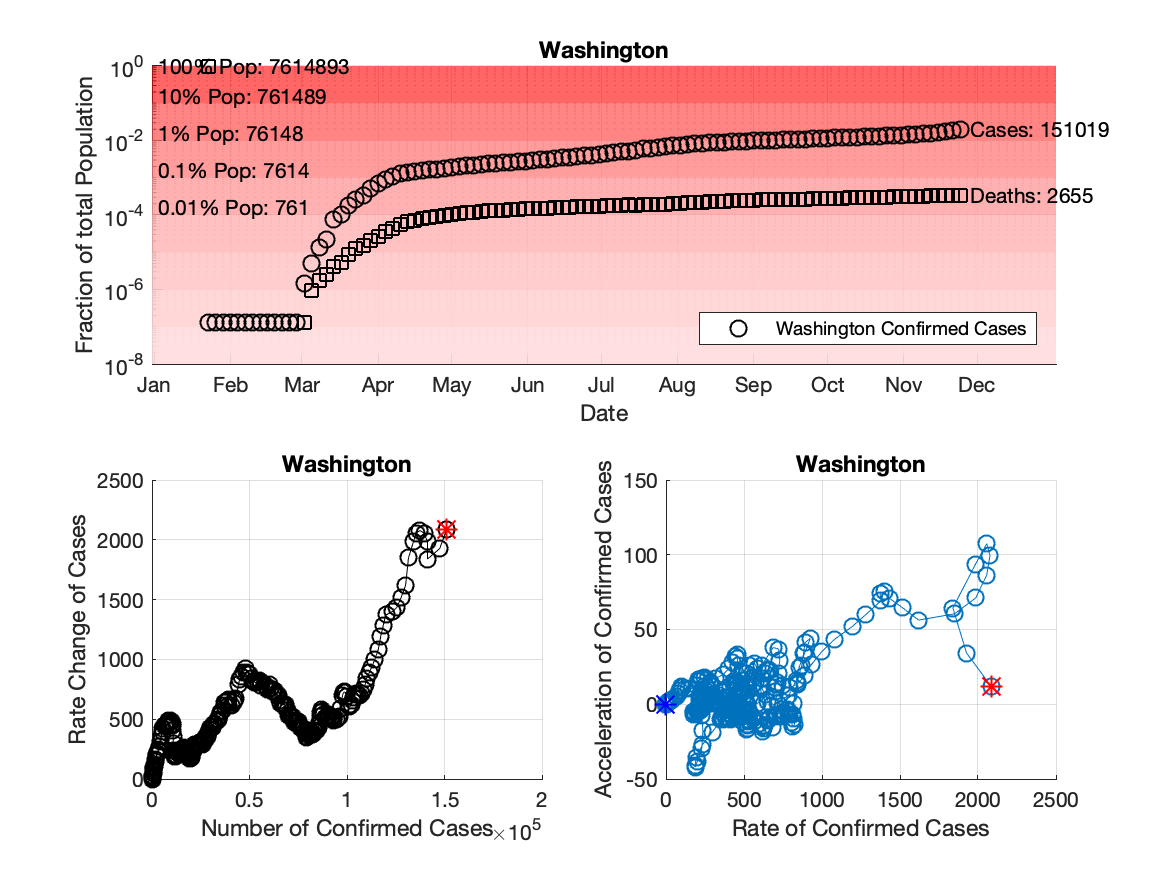 Washington
10^0
10^-2
10^-4
10^-6
10^-8
Fraction of total Population
100% Pop: 7614893
10% Pop: 761489
1% Pop: 76148
0.1% Pop: 7614
0.01% Pop: 761
Cases: 151019
Deaths: 2655
Washington Confirmed Cases
Jan Feb Mar Apr May Jun Jul Aug Sep Oct Nov Dec
Date
Washington
2500
2000
1500
1000
500
0
Rate Change of Cases
0 0.5 1 1.5 2
Number of Confirmed Cases
×10^5
Washington
150
100
50
0
-50
Acceleration of Confirmed Cases
0 500 1000 1500 2000 2500
Rate of Confirmed Cases